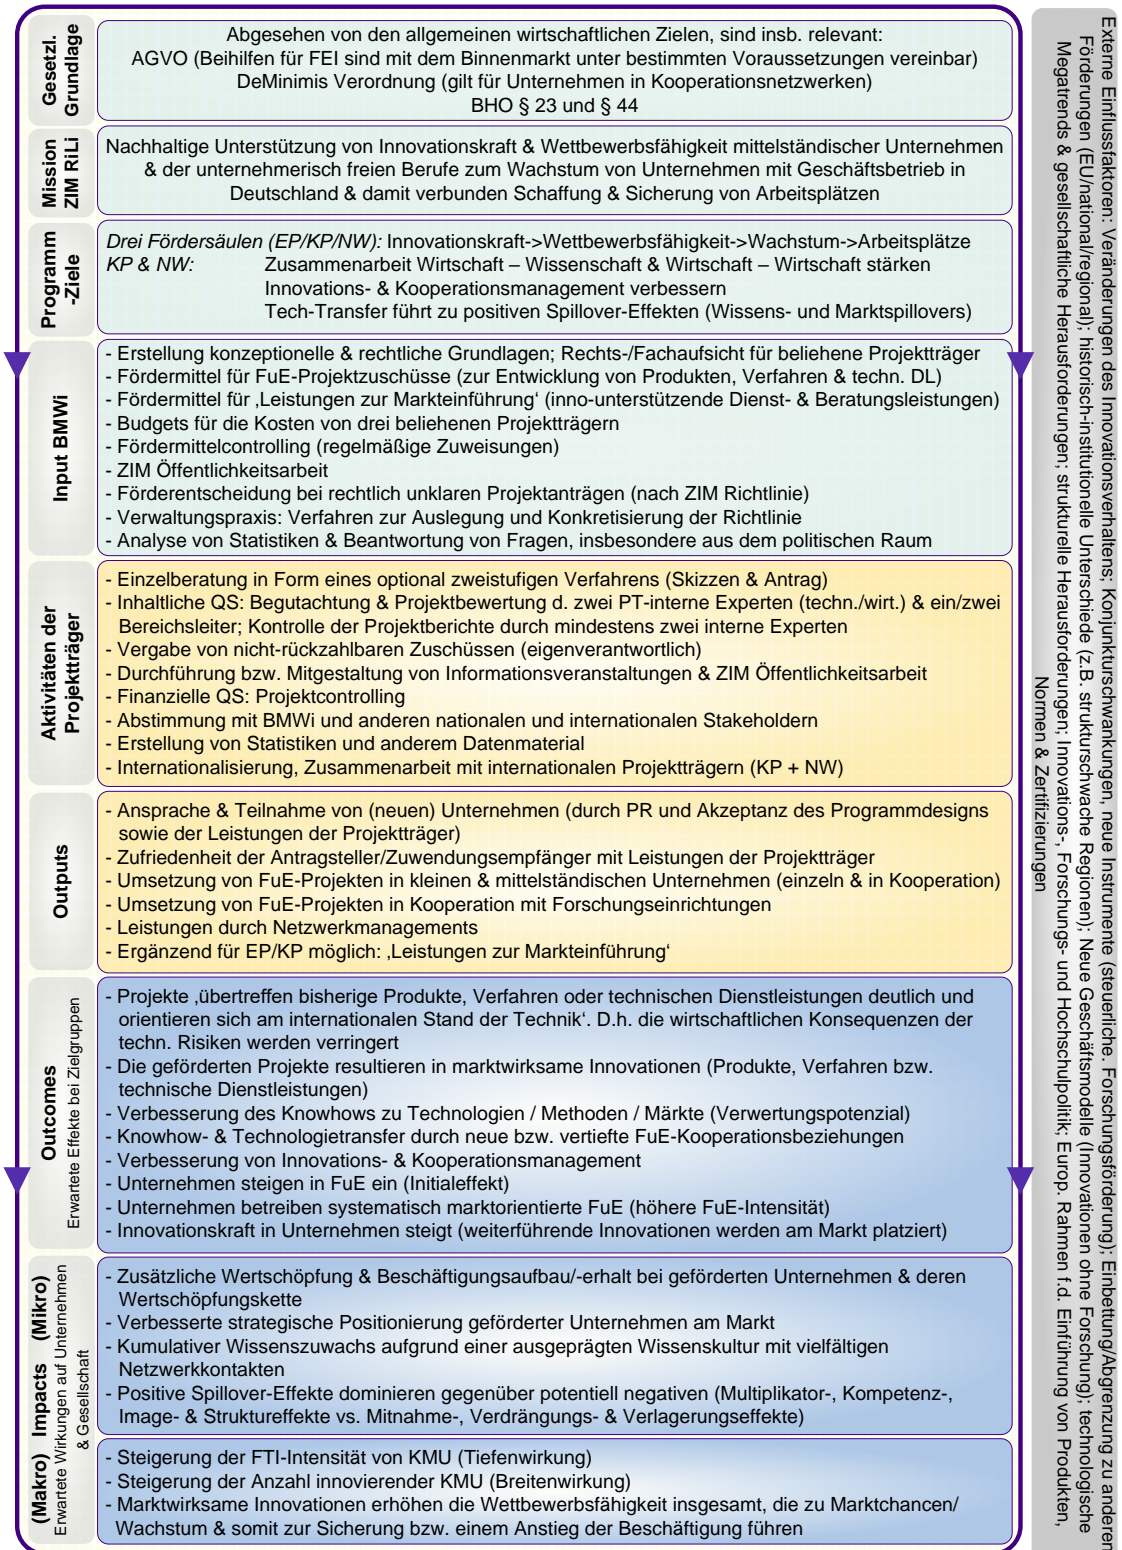 Gesetzl.
Grundlage
Abgesehen von den allgemeinen wirtschaftlichen Zielen, sind insb. relevant:
AGVO (Beihilfen für FEI sind mit dem Binnenmarkt unter bestimmten Voraussetzungen vereinbar)
DeMinimis Verordnung (gilt für Unternehmen in Kooperationsnetzwerken)
BHO § 23 und § 44
Mission
ZIM RiLi
Nachhaltige Unterstützung von Innovationskraft & Wettbewerbsfähigkeit mittelständischer Unternehmen
& der unternehmerisch freien Berufe zum Wachstum von Unternehmen mit Geschäftsbetrieb in
Deutschland & damit verbunden Schaffung & Sicherung von Arbeitsplätzen
Programm
-Ziele
Drei Fördersäulen (EP/KP/NW): Innovationskraft->Wettbewerbsfähigkeit->Wachstum->Arbeitsplätze
KP & NW: Zusammenarbeit Wirtschaft – Wissenschaft & Wirtschaft – Wirtschaft stärken
Innovations- & Kooperationsmanagement verbessern
Tech-Transfer führt zu positiven Spillover-Effekten (Wissens- und Marktspillovers)
Input BMWi
- Erstellung konzeptionelle & rechtliche Grundlagen; Rechts-/Fachaufsicht für beliehene Projektträger
- Fördermittel für FuE-Projektzuschüsse (zur Entwicklung von Produkten, Verfahren & techn. DL)
- Fördermittel für ‚Leistungen zur Markteinführung‘ (inno-unterstützende Dienst- & Beratungsleistungen)
- Budgets für die Kosten von drei beliehenen Projektträgern
- Fördermittelcontrolling (regelmäßige Zuweisungen)
- ZIM Öffentlichkeitsarbeit
- Förderentscheidung bei rechtlich unklaren Projektanträgen (nach ZIM Richtlinie)
- Verwaltungspraxis: Verfahren zur Auslegung und Konkretisierung der Richtlinie
- Analyse von Statistiken & Beantwortung von Fragen, insbesondere aus dem politischen Raum
Aktivitäten der
Projektträger
- Einzelberatung in Form eines optional zweistufigen Verfahrens (Skizzen & Antrag)
- Inhaltliche QS: Begutachtung & Projektbewertung d. zwei PT-interne Experten (techn./wirt.) & ein/zwei
Bereichsleiter; Kontrolle der Projektberichte durch mindestens zwei interne Experten
- Vergabe von nicht-rückzahlbaren Zuschüssen (eigenverantwortlich)
- Durchführung bzw. Mitgestaltung von Informationsveranstaltungen & ZIM Öffentlichkeitsarbeit
- Finanzielle QS: Projektcontrolling
- Abstimmung mit BMWi und anderen nationalen und internationalen Stakeholdern
- Erstellung von Statistiken und anderem Datenmaterial
- Internationalisierung, Zusammenarbeit mit internationalen Projektträgern (KP + NW)
Outputs
- Ansprache & Teilnahme von (neuen) Unternehmen (durch PR und Akzeptanz des Programmdesigns
sowie der Leistungen der Projektträger)
- Zufriedenheit der Antragsteller/Zuwendungsempfänger mit Leistungen der Projektträger
- Umsetzung von FuE-Projekten in kleinen & mittelständischen Unternehmen (einzeln & in Kooperation)
- Umsetzung von FuE-Projekten in Kooperation mit Forschungseinrichtungen
- Leistungen durch Netzwerkmanagements
- Ergänzend für EP/KP möglich: ‚Leistungen zur Markteinführung‘
Outcomes
Erwartete Effekte bei Zielgruppen
- Projekte ‚übertreffen bisherige Produkte, Verfahren oder technischen Dienstleistungen deutlich und
orientieren sich am internationalen Stand der Technik‘. D.h. die wirtschaftlichen Konsequenzen der
techn. Risiken werden verringert
- Die geförderten Projekte resultieren in marktwirksame Innovationen (Produkte, Verfahren bzw.
technische Dienstleistungen)
- Verbesserung des Knowhows zu Technologien / Methoden / Märkte (Verwertungspotenzial)
- Knowhow- & Technologietransfer durch neue bzw. vertiefte FuE-Kooperationsbeziehungen
- Verbesserung von Innovations- & Kooperationsmanagement
- Unternehmen steigen in FuE ein (Initialeffekt)
- Unternehmen betreiben systematisch marktorientierte FuE (höhere FuE-Intensität)
- Innovationskraft in Unternehmen steigt (weiterführende Innovationen werden am Markt platziert)
(Makro) Impacts (Mikro)
Erwartete Wirkungen auf Unternehmen
& Gesellschaft
- Zusätzliche Wertschöpfung & Beschäftigungsaufbau/-erhalt bei geförderten Unternehmen & deren
Wertschöpfungskette
- Verbesserte strategische Positionierung geförderter Unternehmen am Markt
- Kumulativer Wissenszuwachs aufgrund einer ausgeprägten Wissenskultur mit vielfältigen
Netzwerkkontakten
- Positive Spillover-Effekte dominieren gegenüber potentiell negativen (Multiplikator-, Kompetenz-,
Image- & Struktureffekte vs. Mitnahme-, Verdrängungs- & Verlagerungseffekte)
- Steigerung der FTI-Intensität von KMU (Tiefenwirkung)
- Steigerung der Anzahl innovierender KMU (Breitenwirkung)
- Marktwirksame Innovationen erhöhen die Wettbewerbsfähigkeit insgesamt, die zu Marktchancen/
Wachstum & somit zur Sicherung bzw. einem Anstieg der Beschäftigung führen
Externe Einflussfaktoren: Veränderungen des Innovationsverhaltens; Konjunkturschwankungen, neue Instrumente (steuerliche. Forschungsförderung); Einbettung/Abgrenzung zu anderen
Förderungen (EU/national/regional); historisch-institutionelle Unterschiede (z.B. strukturschwache Regionen); Neue Geschäftsmodelle (Innovationen ohne Forschung); technologische
Megatrends & gesellschaftliche Herausforderungen; strukturelle Herausforderungen; Innovations-, Forschungs- und Hochschulpolitik; Europ. Rahmen f.d. Einführung von Produkten,
Normen & Zertifizierungen